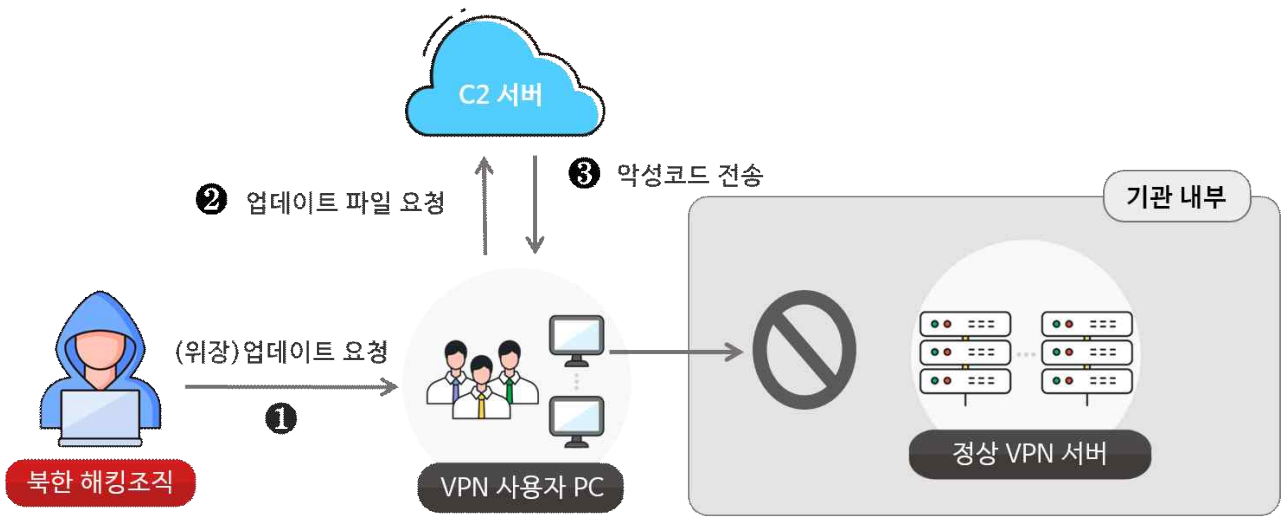 C2 서버
❷ 업데이트 파일 요청
❸ 악성코드 전송
기관 내부
(위장)업데이트 요청
❶
북한 해킹조직
VPN 사용자 PC
정상 VPN 서버